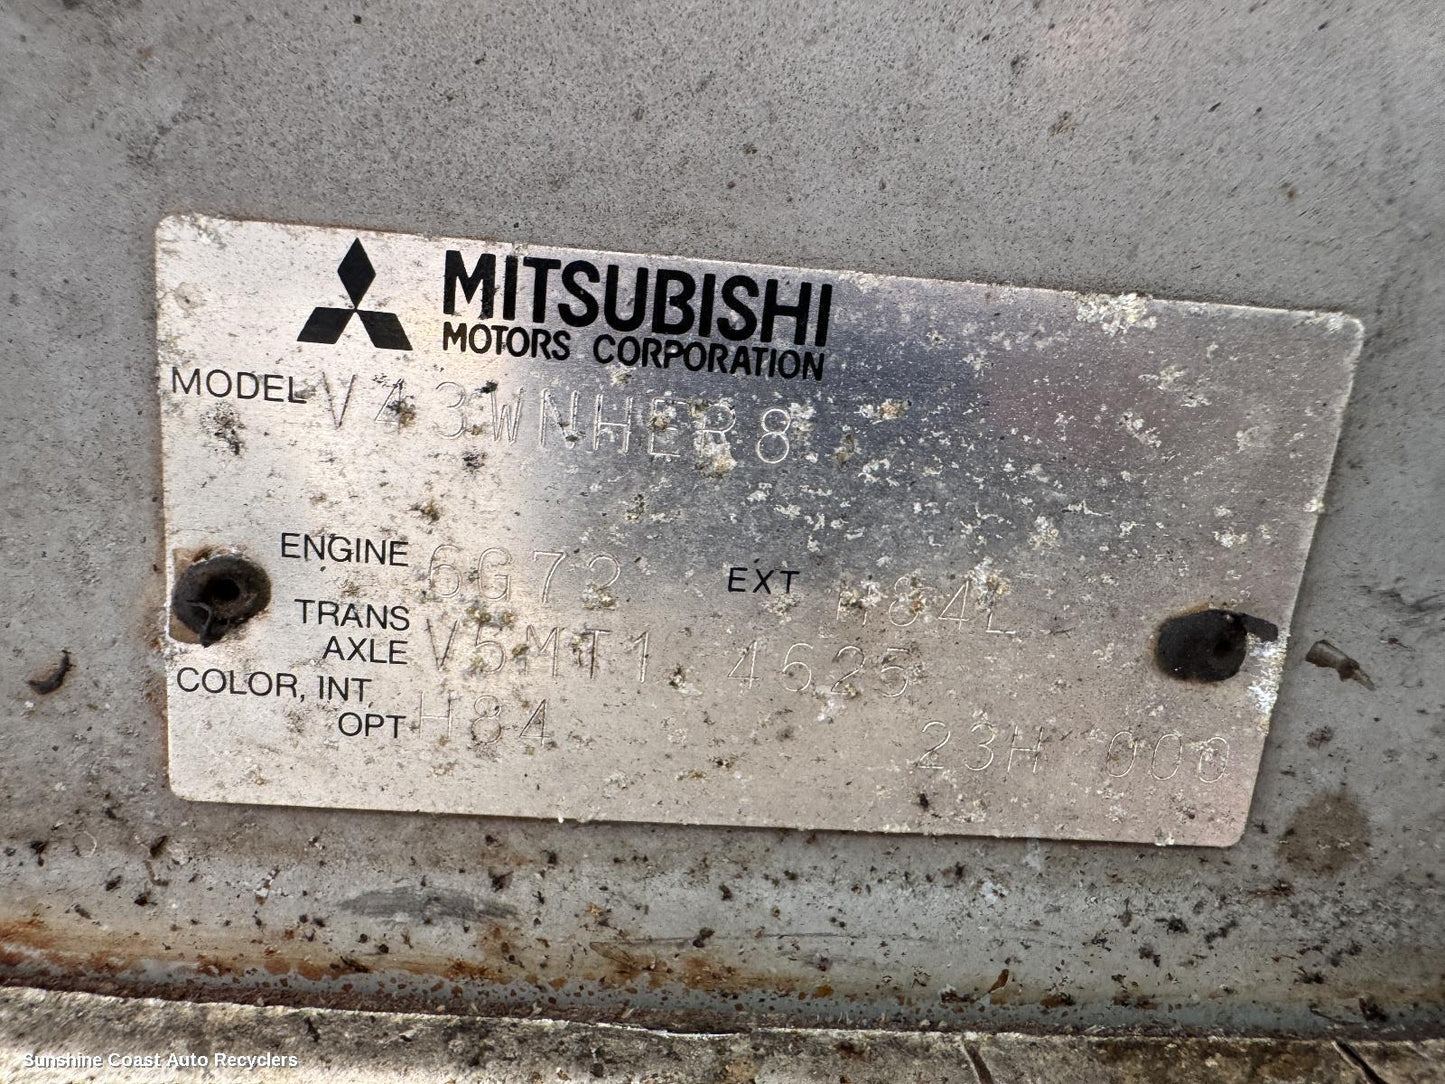 MITSUBISHI
MOTORS CORPORATION
MODEL V43WNHER8
ENGINE 6G72 EXT H84L
TRANS
AXLE V5MT1 4625
COLOR, INT
OPT H84 23H 000
Sunshine Coast Auto Recyclers